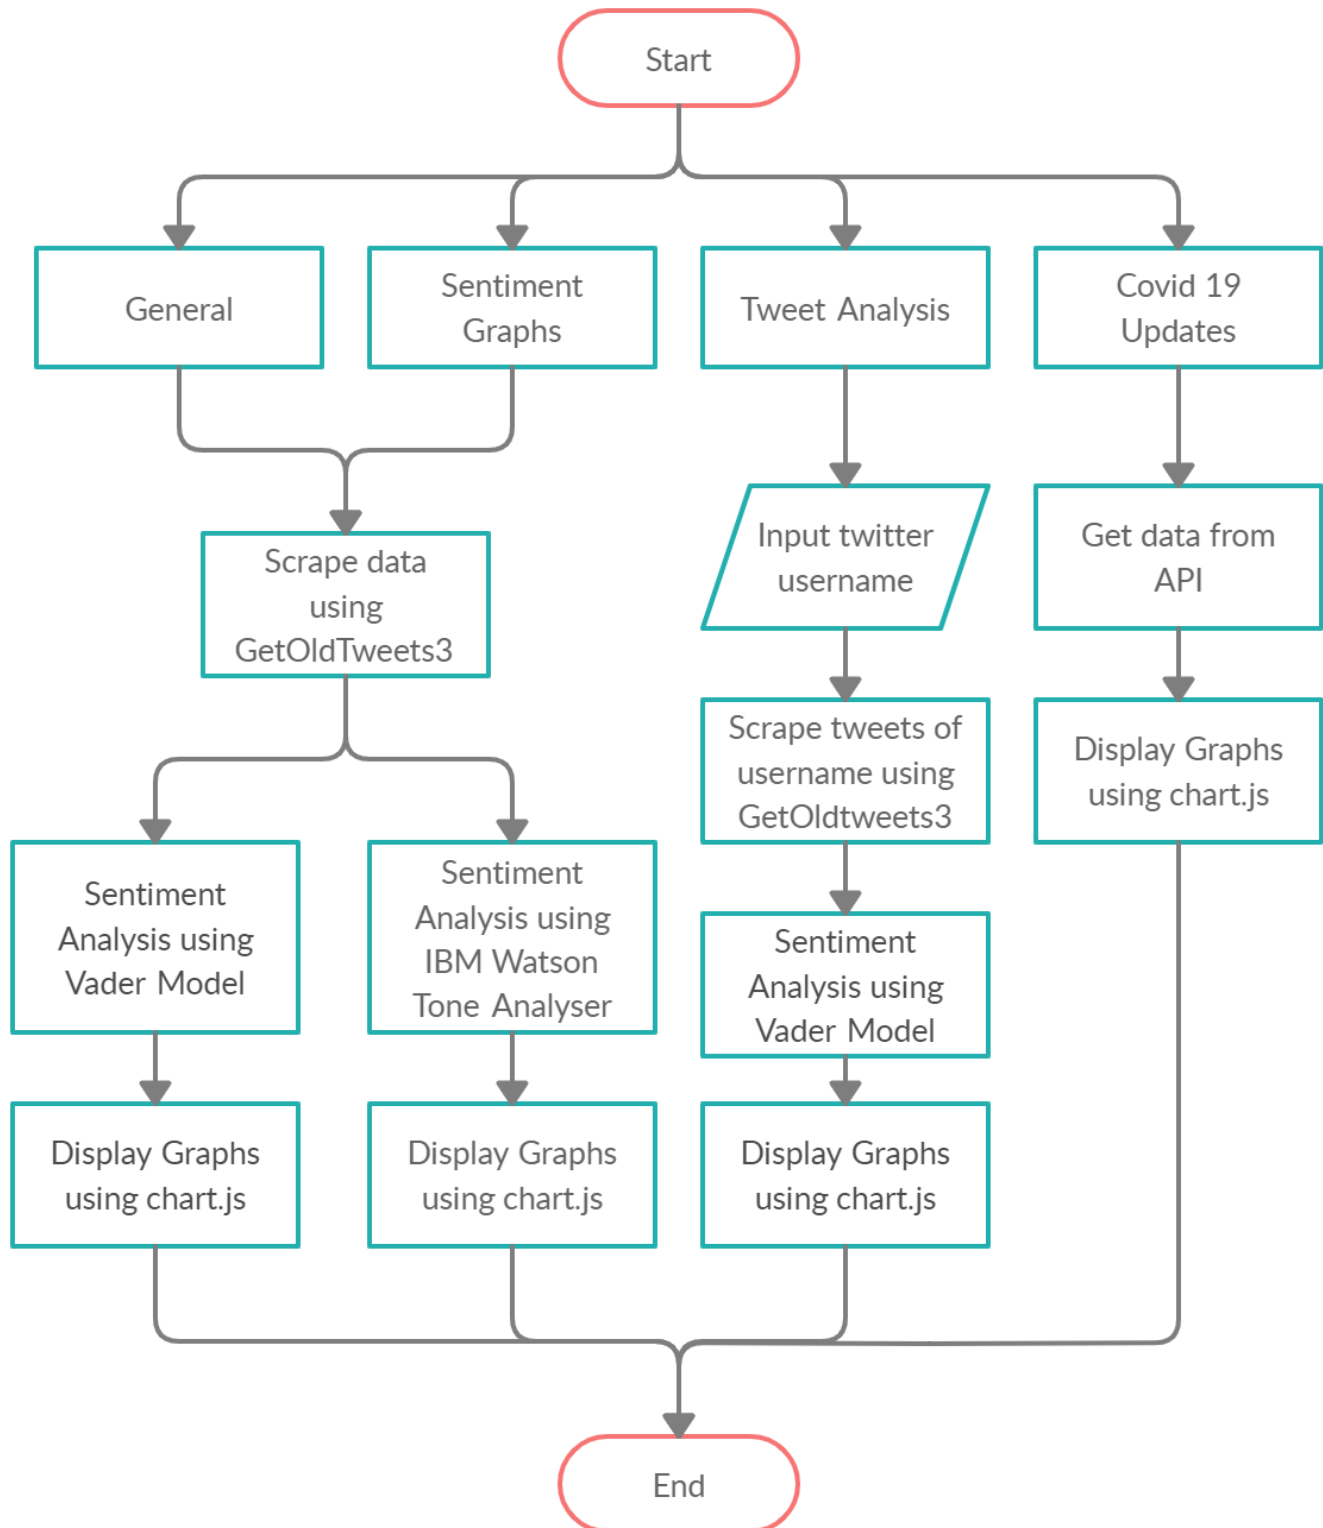 Start
General
Sentiment
Graphs
Tweet Analysis
Covid 19
Updates
Scrape data
using
GetOldTweets3
Input twitter
username
Get data from
API
Scrape tweets of
username using
GetOldtweets3
Display Graphs
using chart.js
Sentiment
Analysis using
Vader Model
Sentiment
Analysis using
IBM Watson
Tone Analyser
Sentiment
Analysis using
Vader Model
Display Graphs
using chart.js
Display Graphs
using chart.js
Display Graphs
using chart.js
End